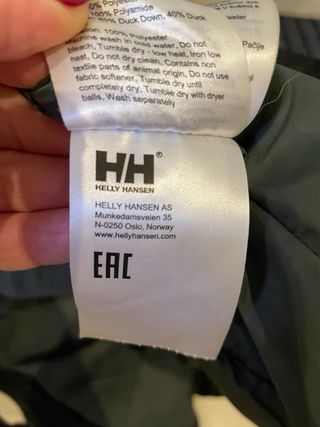 100% Polyamide
60% Duck Down, 40% Duck
100% Polyester
Machine wash in cold water, Do not
bleach, Tumble dry - low heat, Iron low
heat, Do not dry clean, Contains non
textile parts of animal origin, Do not use
fabric softener, Tumble dry until
completely dry, Tumble dry with dryer
balls, Wash separately
HH®
HELLY HANSEN
HELLY HANSEN AS
Munkedamsveien 35
N-0250 Oslo, Norway
www.hellyhansen.com
EAC